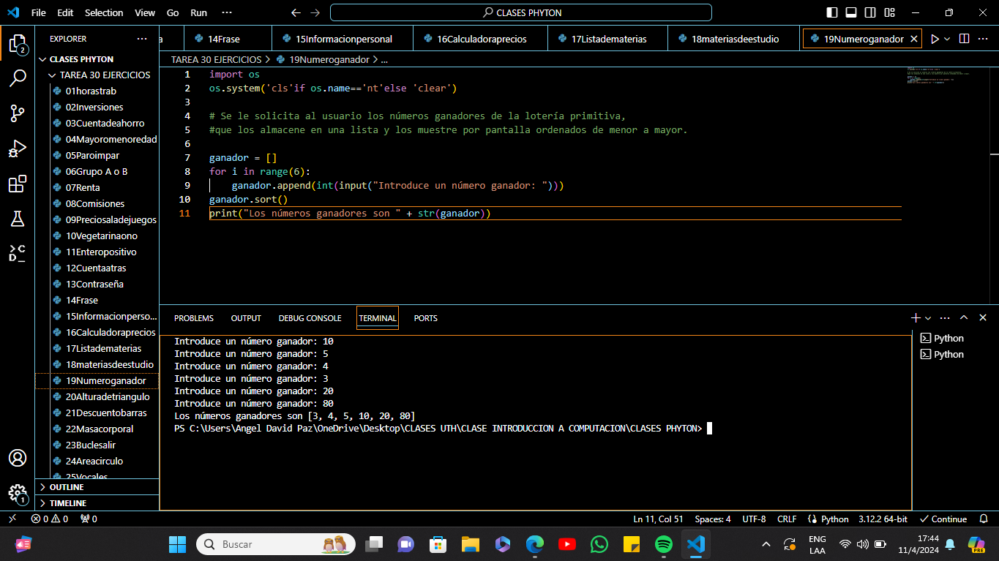 File Edit Selection View Go Run ··· CLASES PHYTON
EXPLORER ···
CLASES PHYTON
TAREA 30 EJERCICIOS
01horastrab
02Inversiones
03Cuentadeahorro
04Mayoromenoredad
05Paroimpar
06Grupo A o B
07Renta
08Comisiones
09Preciosaladejuegos
10Vegetarinaono
11Enteropositivo
12Cuentaatras
13Contraseña
14Frase
15Informacionperso...
16Calculadoraprecios
17Listadematerias
18materiasdeestudio
19Numeroganador
20Alturadetriangulo
21Descuentobarras
22Masacorporal
23Buclesalir
24Areacirculo
25Vocales
OUTLINE
TIMELINE
2
1
a 14Frase 15Informacionpersonal 16Calculadoraprecios 17Listadematerias 18materiasdeestudio 19Numeroganador
TAREA 30 EJERCICIOS > 19Numeroganador > ...
1 import os
2 os.system('cls'if os.name=='nt'else 'clear')
3
4 # Se le solicita al usuario los números ganadores de la lotería primitiva,
5 #que los almacene en una lista y los muestre por pantalla ordenados de menor a mayor.
6
7 ganador = []
8 for i in range(6):
9 ganador.append(int(input("Introduce un número ganador: ")))
10 ganador.sort()
11 print("Los números ganadores son " + str(ganador))
PROBLEMS OUTPUT DEBUG CONSOLE TERMINAL PORTS
Introduce un número ganador: 10
Introduce un número ganador: 5
Introduce un número ganador: 4
Introduce un número ganador: 3
Introduce un número ganador: 20
Introduce un número ganador: 80
Los números ganadores son [3, 4, 5, 10, 20, 80]
PS C:\Users\Angel David Paz\OneDrive\Desktop\CLASES UTH\CLASE INTRODUCCION A COMPUTACION\CLASES PHYTON>
Python
Python
0 0 0 Ln 11, Col 51 Spaces: 4 UTF-8 CRLF Python 3.12.2 64-bit Continue
Buscar
ENG
LAA
17:44
11/4/2024
PRE